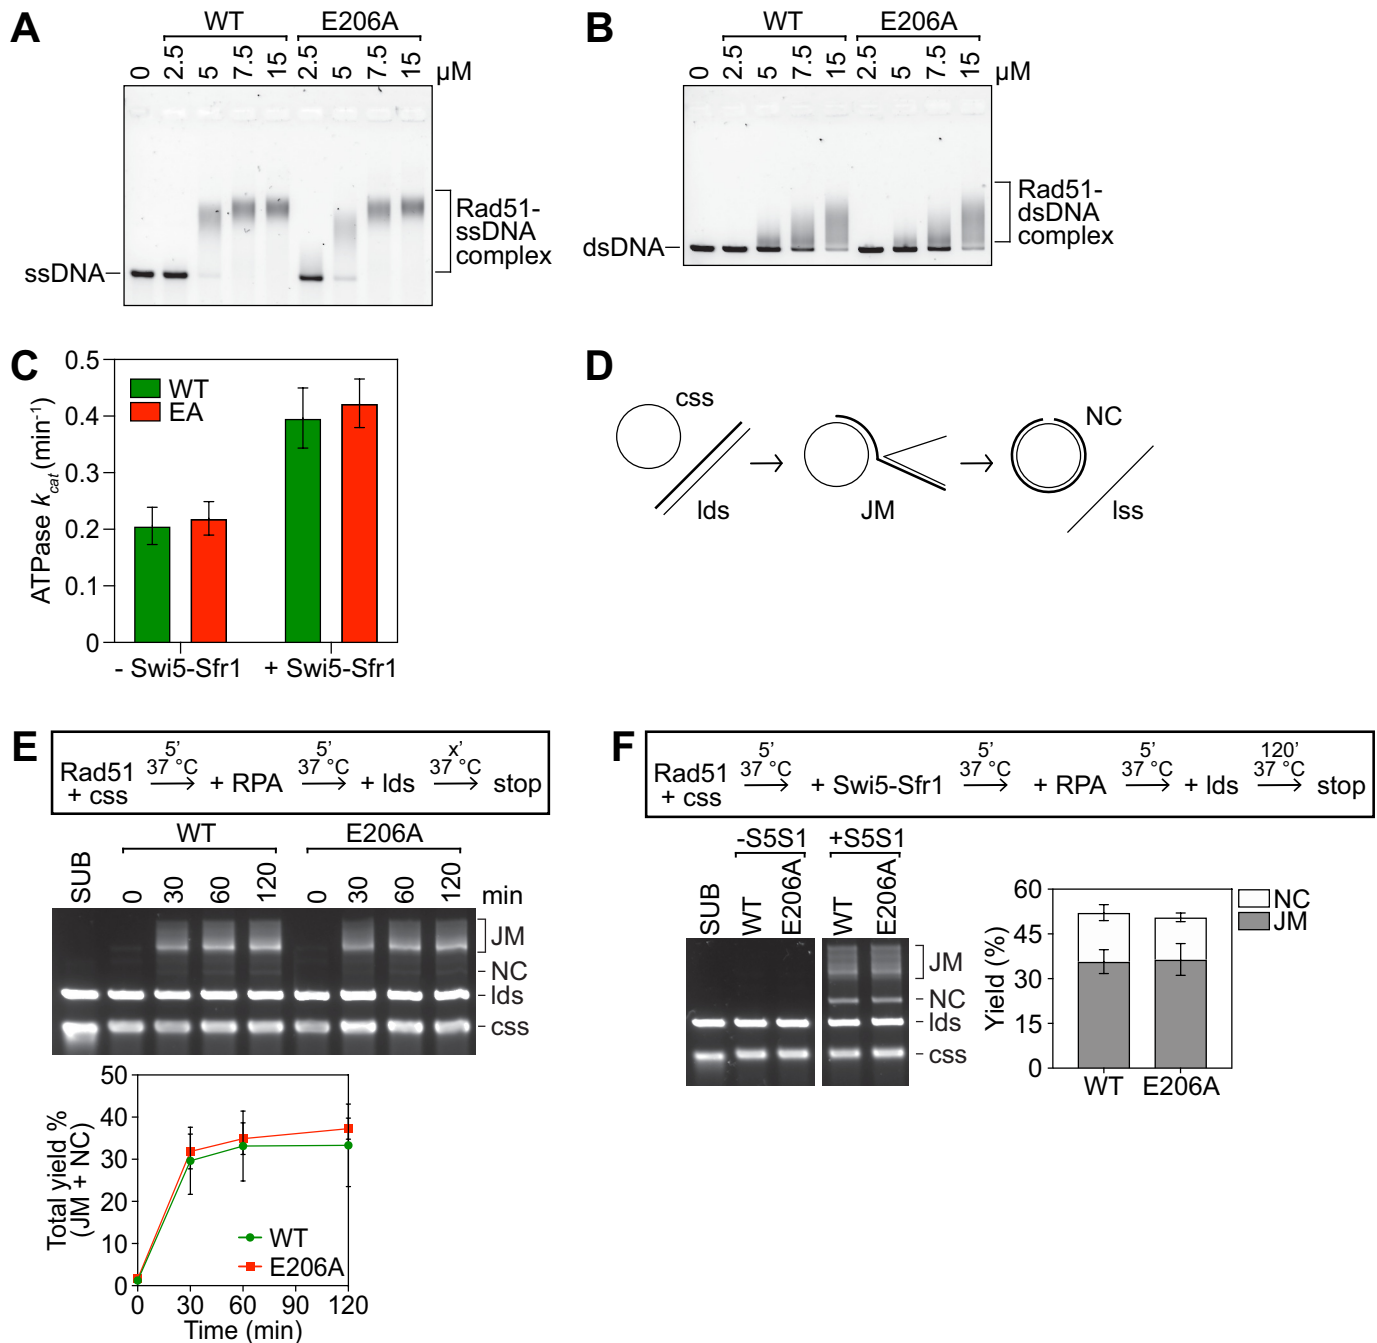 A
WT
E206A
0 2.5 5 7.5 15 2.5 5 7.5 15 µM
ssDNA
Rad51-
ssDNA
complex
B
WT
E206A
0 2.5 5 7.5 15 2.5 5 7.5 15 µM
dsDNA
Rad51-
dsDNA
complex
C
ATPase kcat (min-1)
0.5
0.4
0.3
0.2
0.1
0
WT
EA
- Swi5-Sfr1
+ Swi5-Sfr1
D
css
lds
JM
NC
lss
E
Rad51
+ css
5'
37 °C
+ RPA
5'
37 °C
+ lds
x'
37 °C
stop
WT
E206A
SUB 0 30 60 120 0 30 60 120 min
JM
NC
lds
css
Total yield %
(JM + NC)
50
40
30
20
10
0
WT
E206A
0 30 60 90 120
Time (min)
F
Rad51
+ css
5'
37 °C
+ Swi5-Sfr1
5'
37 °C
+ RPA
5'
37 °C
+ lds
120'
37 °C
stop
-S5S1
+S5S1
SUB WT E206A WT E206A
JM
NC
lds
css
Yield (%)
60
45
30
15
0
NC
JM
WT E206A